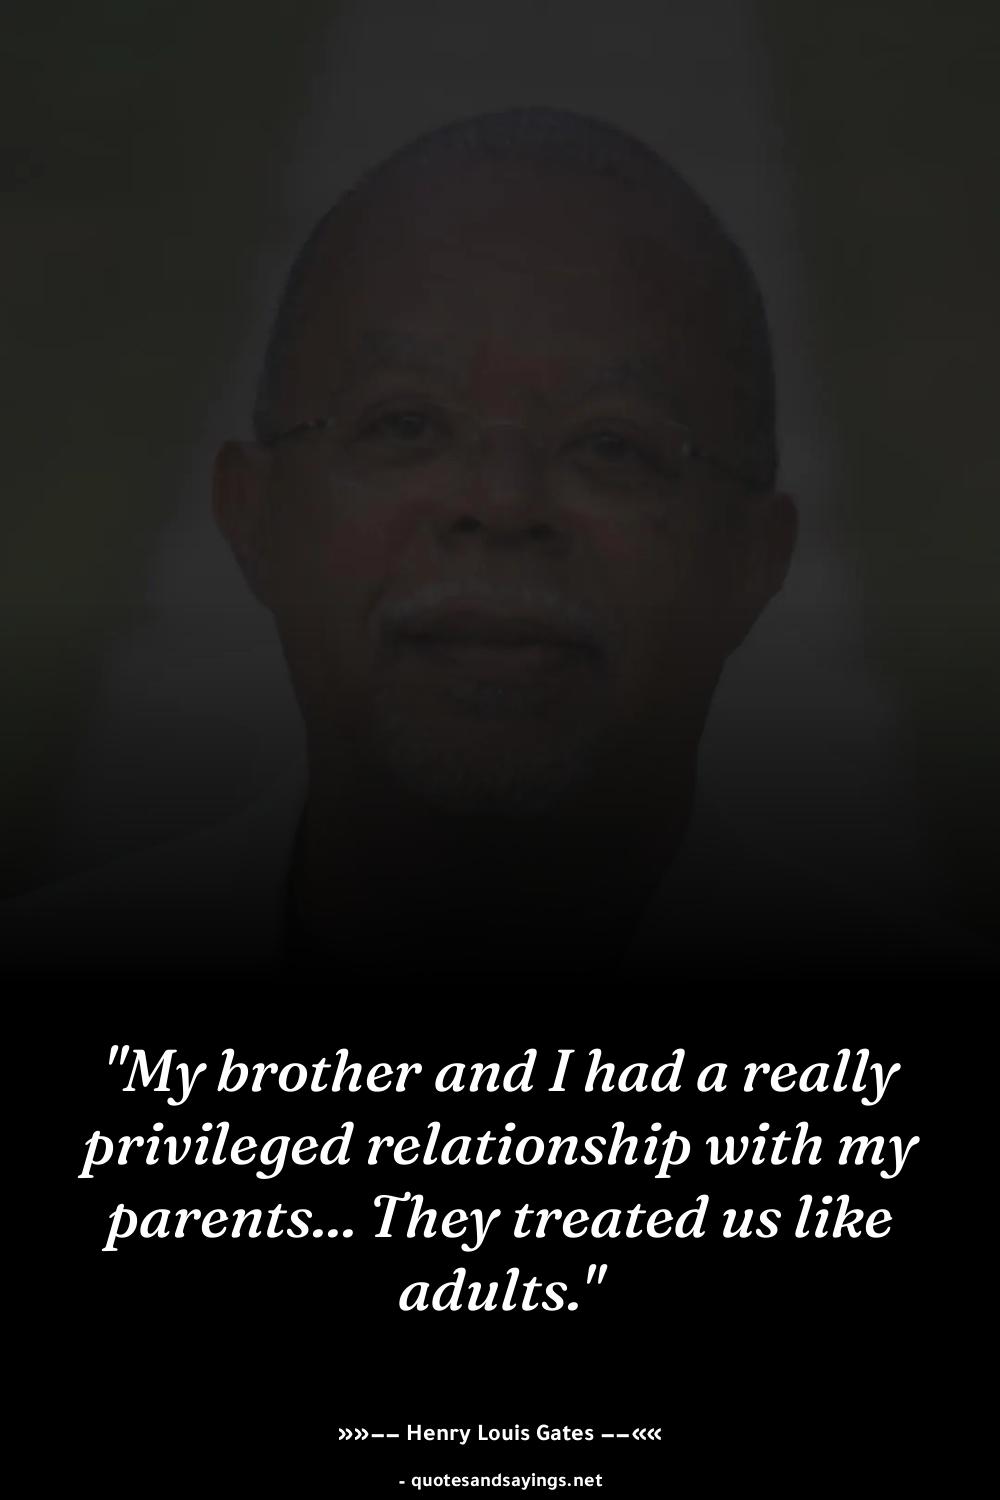 "My brother and I had a really
privileged relationship with my
parents... They treated us like
adults."
»»-- Henry Louis Gates --««
- quotesandsayings.net